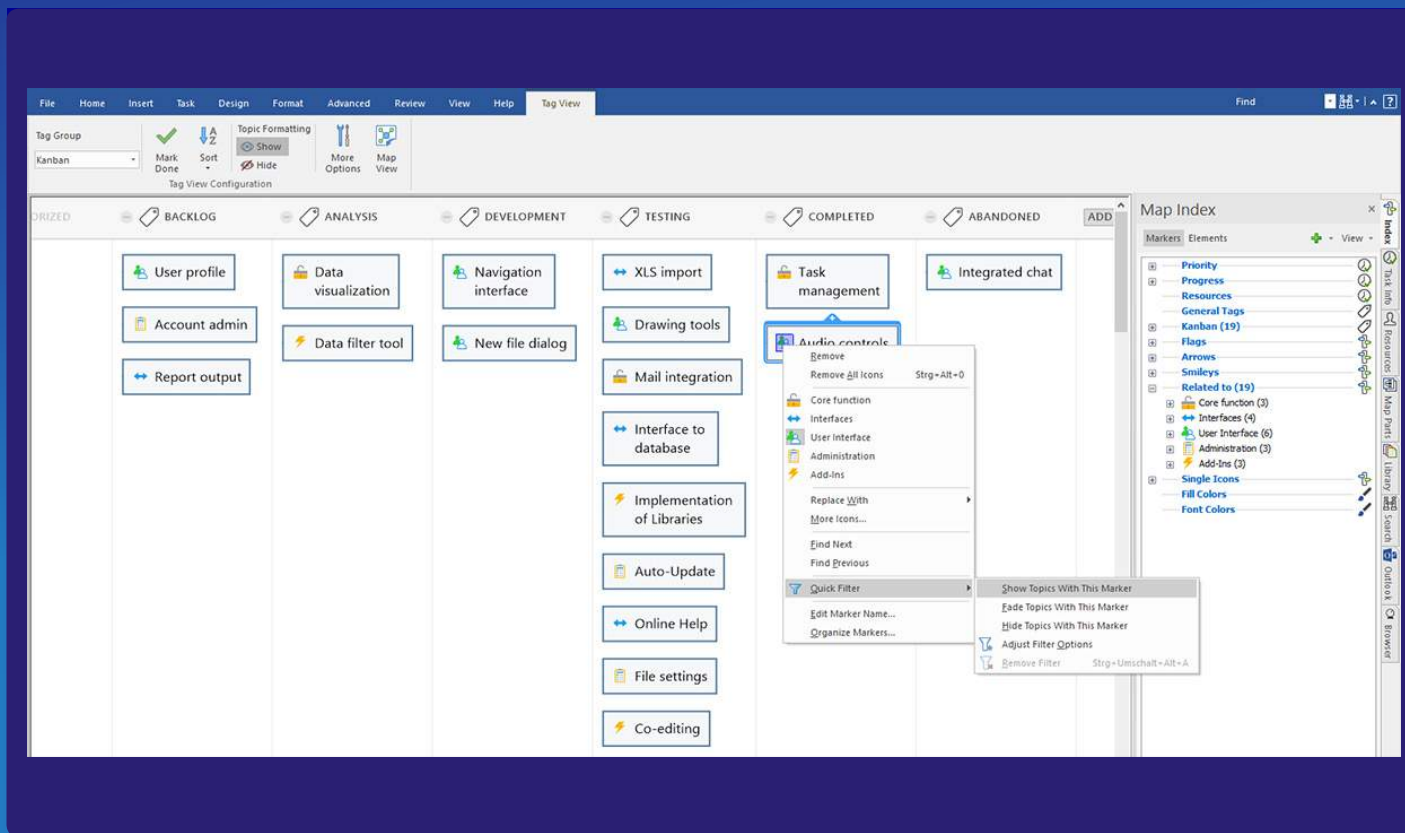 File Home Insert Task Design Format Advanced Review View Help Tag View Find
Tag Group
Kanban
Mark Done
Sort
Topic Formatting
Show
Hide
More Options
Map View
Tag View Configuration
ORIZED
BACKLOG
User profile
Account admin
Report output
ANALYSIS
Data
visualization
Data filter tool
DEVELOPMENT
Navigation
interface
New file dialog
TESTING
XLS import
Drawing tools
Mail integration
Interface to
database
Implementation
of Libraries
Auto-Update
Online Help
File settings
Co-editing
COMPLETED
Task
management
Audio controls
ABANDONED
Integrated chat
ADD
Remove
Remove All Icons Strg+Alt+0
Core function
Interfaces
User Interface
Administration
Add-Ins
Replace With
More Icons...
Find Next
Find Previous
Quick Filter
Edit Marker Name...
Organize Markers...
Show Topics With This Marker
Fade Topics With This Marker
Hide Topics With This Marker
Adjust Filter Options
Remove Filter Strg+Umschalt+Alt+A
Map Index
Markers Elements View
Priority
Progress
Resources
General Tags
Kanban (19)
Flags
Arrows
Smileys
Related to (19)
Core function (3)
Interfaces (4)
User Interface (6)
Administration (3)
Add-Ins (3)
Single Icons
Fill Colors
Font Colors
Index
Task Info
Resources
Map Parts
Library
Search
Outlook
Browser